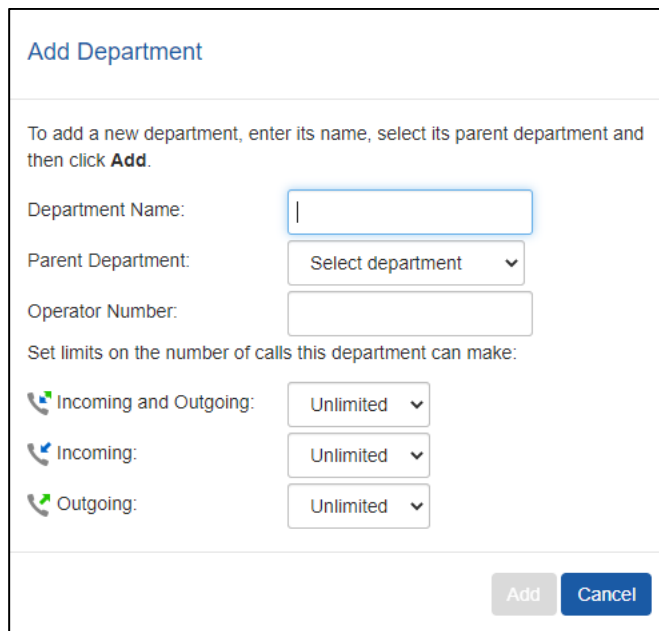 Add Department
To add a new department, enter its name, select its parent department and
then click Add.
Department Name:
Parent Department: Select department
Operator Number:
Set limits on the number of calls this department can make:
Incoming and Outgoing: Unlimited
Incoming: Unlimited
Outgoing: Unlimited
Add Cancel